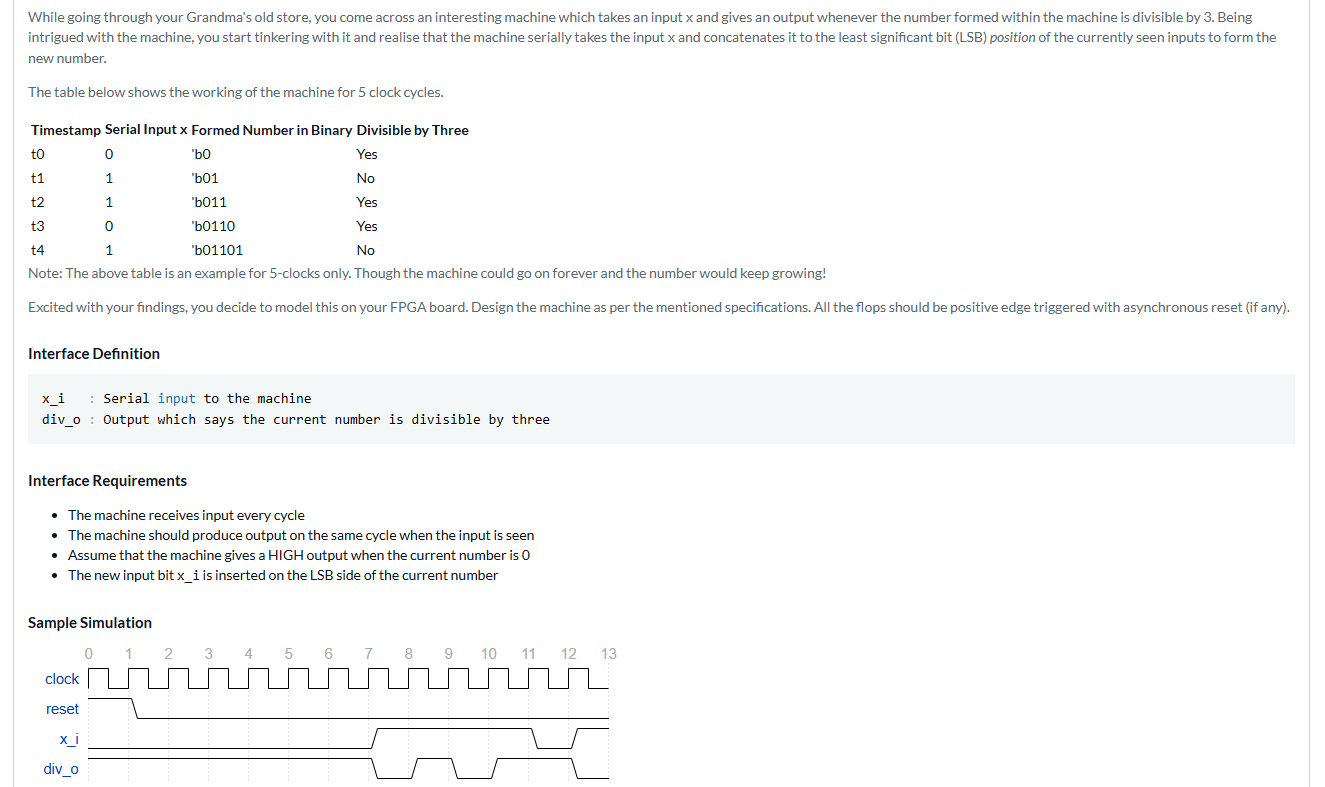 While going through your Grandma's old store, you come across an interesting machine which takes an input x and gives an output whenever the number formed within the machine is divisible by 3. Being
intrigued with the machine, you start tinkering with it and realise that the machine serially takes the input x and concatenates it to the least significant bit (LSB) position of the currently seen inputs to form the
new number.
The table below shows the working of the machine for 5 clock cycles.
Timestamp Serial Input x Formed Number in Binary Divisible by Three
t0 0 'b0 Yes
t1 1 'b01 No
t2 1 'b011 Yes
t3 0 'b0110 Yes
t4 1 'b01101 No
Note: The above table is an example for 5-clocks only. Though the machine could go on forever and the number would keep growing!
Excited with your findings, you decide to model this on your FPGA board. Design the machine as per the mentioned specifications. All the flops should be positive edge triggered with asynchronous reset (if any).
Interface Definition
x_i : Serial input to the machine
div_o : Output which says the current number is divisible by three
Interface Requirements
• The machine receives input every cycle
• The machine should produce output on the same cycle when the input is seen
• Assume that the machine gives a HIGH output when the current number is 0
• The new input bit x_i is inserted on the LSB side of the current number
Sample Simulation
0 1 2 3 4 5 6 7 8 9 10 11 12 13
clock
reset
x_i
div_o